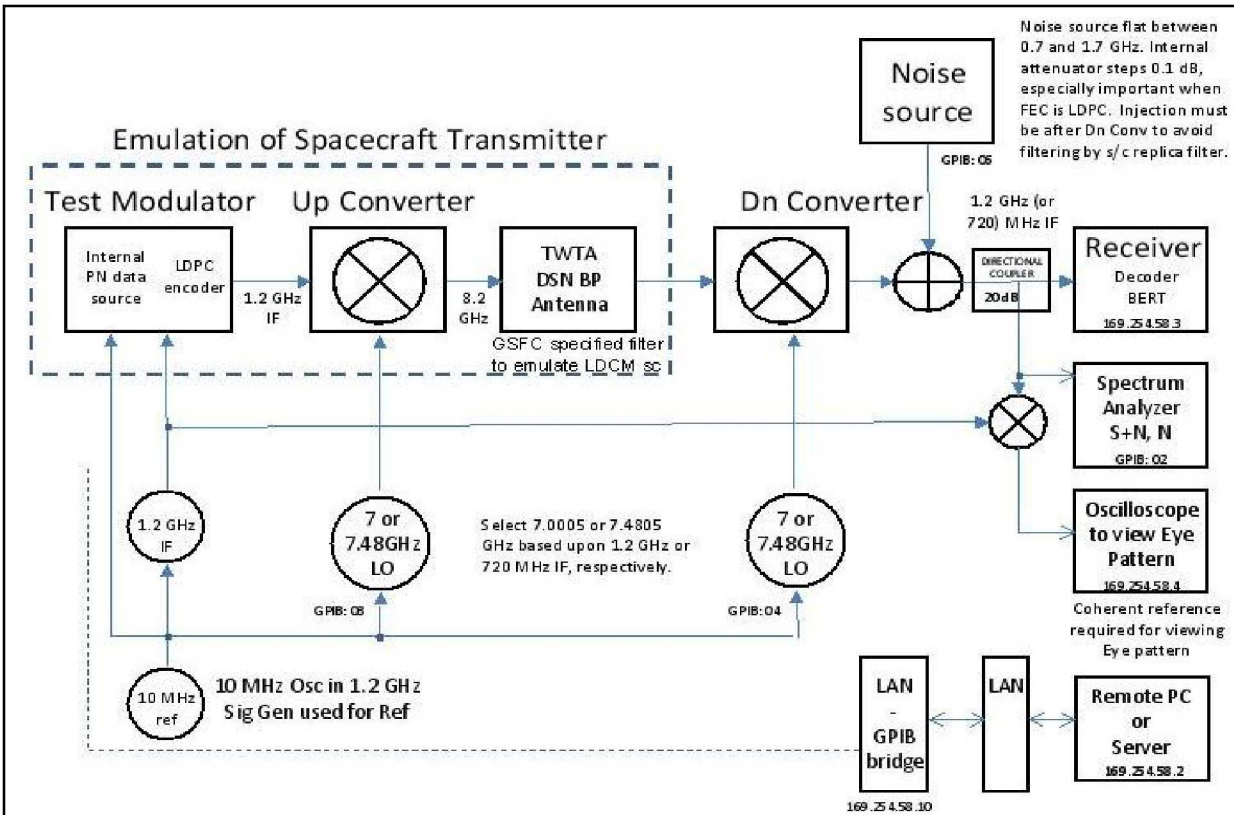 Noise source flat between
0.7 and 1.7 GHz. Internal
attenuator steps 0.1 dB,
especially important when
FEC is LDPC. Injection must
be after Dn Conv to avoid
filtering by s/c replica filter.
Noise
source
GPIB: 05
Emulation of Spacecraft Transmitter
Test Modulator
Internal
PN data
source
LDPC
encoder
1.2 GHz
IF
Up Converter
8.2
GHz
TWTA
DSN BP
Antenna
GSFC specified filter
to emulate LDCM sc
Dn Converter
1.2 GHz (or
720) MHz IF
DIRECTIONAL
COUPLER
20dB
Receiver
Decoder
BERT
169.254.58.3
Spectrum
Analyzer
S+N, N
GPIB: 02
1.2 GHz
IF
7 or
7.48GHz
LO
GPIB: 03
Select 7.0005 or 7.4805
GHz based upon 1.2 GHz or
720 MHz IF, respectively.
7 or
7.48GHz
LO
GPIB: 04
Oscilloscope
to view Eye
Pattern
169.254.58.4
Coherent reference
required for viewing
Eye pattern
10 MHz
ref
10 MHz Osc in 1.2 GHz
Sig Gen used for Ref
LAN
-
GPIB
bridge
169.254.58.10
LAN
Remote PC
or
Server
169.254.58.2